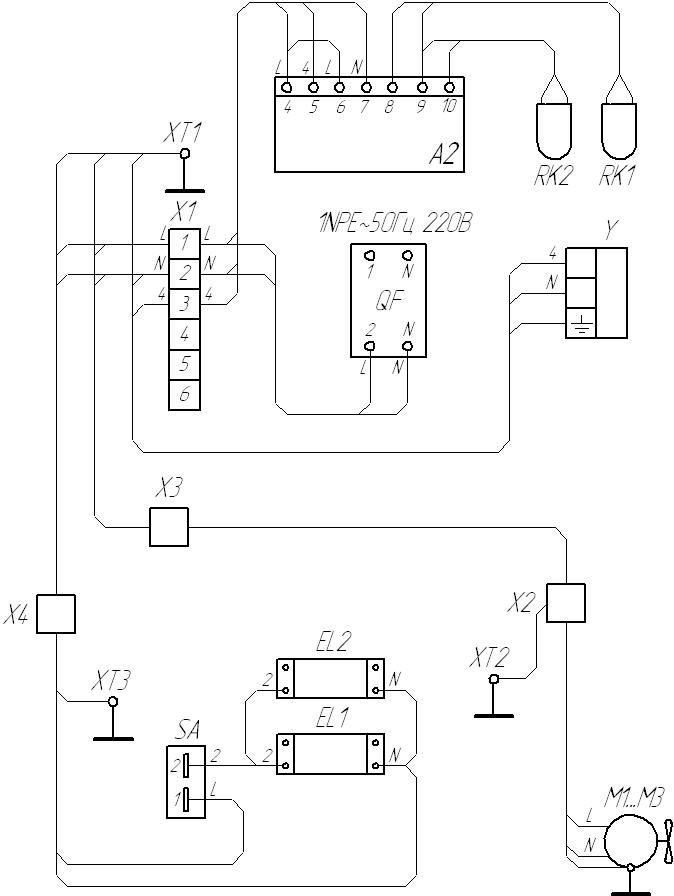 L 4 L N
4 5 6 7 8 9 10
A2
RK2 RK1
XT1
X1
L 1 L
N 2 N
4 3 4
4
5
6
1NPE~50Гц 220В
1 N
QF
2 N
L N
Y
4
N
X3
X4
X2
XT2
XT3
EL2
2 N
EL1
2 N
SA
2 2
1 L
M1...M3
L
N